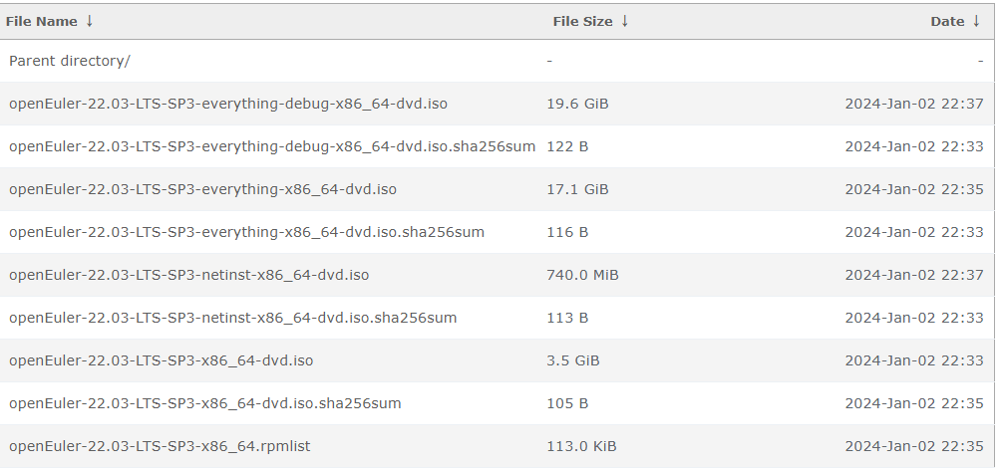 File Name ↓ File Size ↓ Date ↓
Parent directory/ - -
openEuler-22.03-LTS-SP3-everything-debug-x86_64-dvd.iso 19.6 GiB 2024-Jan-02 22:37
openEuler-22.03-LTS-SP3-everything-debug-x86_64-dvd.iso.sha256sum 122 B 2024-Jan-02 22:33
openEuler-22.03-LTS-SP3-everything-x86_64-dvd.iso 17.1 GiB 2024-Jan-02 22:35
openEuler-22.03-LTS-SP3-everything-x86_64-dvd.iso.sha256sum 116 B 2024-Jan-02 22:33
openEuler-22.03-LTS-SP3-netinst-x86_64-dvd.iso 740.0 MiB 2024-Jan-02 22:37
openEuler-22.03-LTS-SP3-netinst-x86_64-dvd.iso.sha256sum 113 B 2024-Jan-02 22:33
openEuler-22.03-LTS-SP3-x86_64-dvd.iso 3.5 GiB 2024-Jan-02 22:33
openEuler-22.03-LTS-SP3-x86_64-dvd.iso.sha256sum 105 B 2024-Jan-02 22:35
openEuler-22.03-LTS-SP3-x86_64.rpmlist 113.0 KiB 2024-Jan-02 22:35